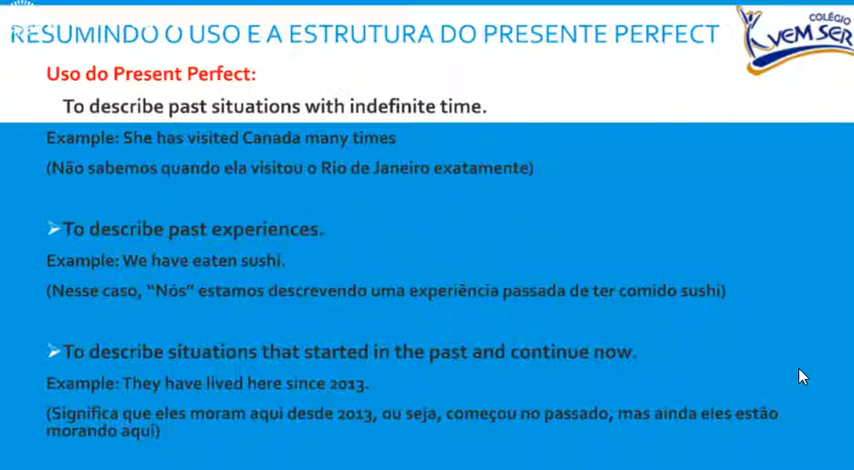 RESUMINDO O USO E A ESTRUTURA DO PRESENTE PERFECT
COLÉGIO
VEM SER
Uso do Present Perfect:
To describe past situations with indefinite time.
Example: She has visited Canada many times
(Não sabemos quando ela visitou o Rio de Janeiro exatamente)
➢To describe past experiences.
Example: We have eaten sushi.
(Nesse caso, “Nós” estamos descrevendo uma experiência passada de ter comido sushi)
➢To describe situations that started in the past and continue now.
Example: They have lived here since 2013.
(Significa que eles moram aqui desde 2013, ou seja, começou no passado, mas ainda eles estão
morando aqui)